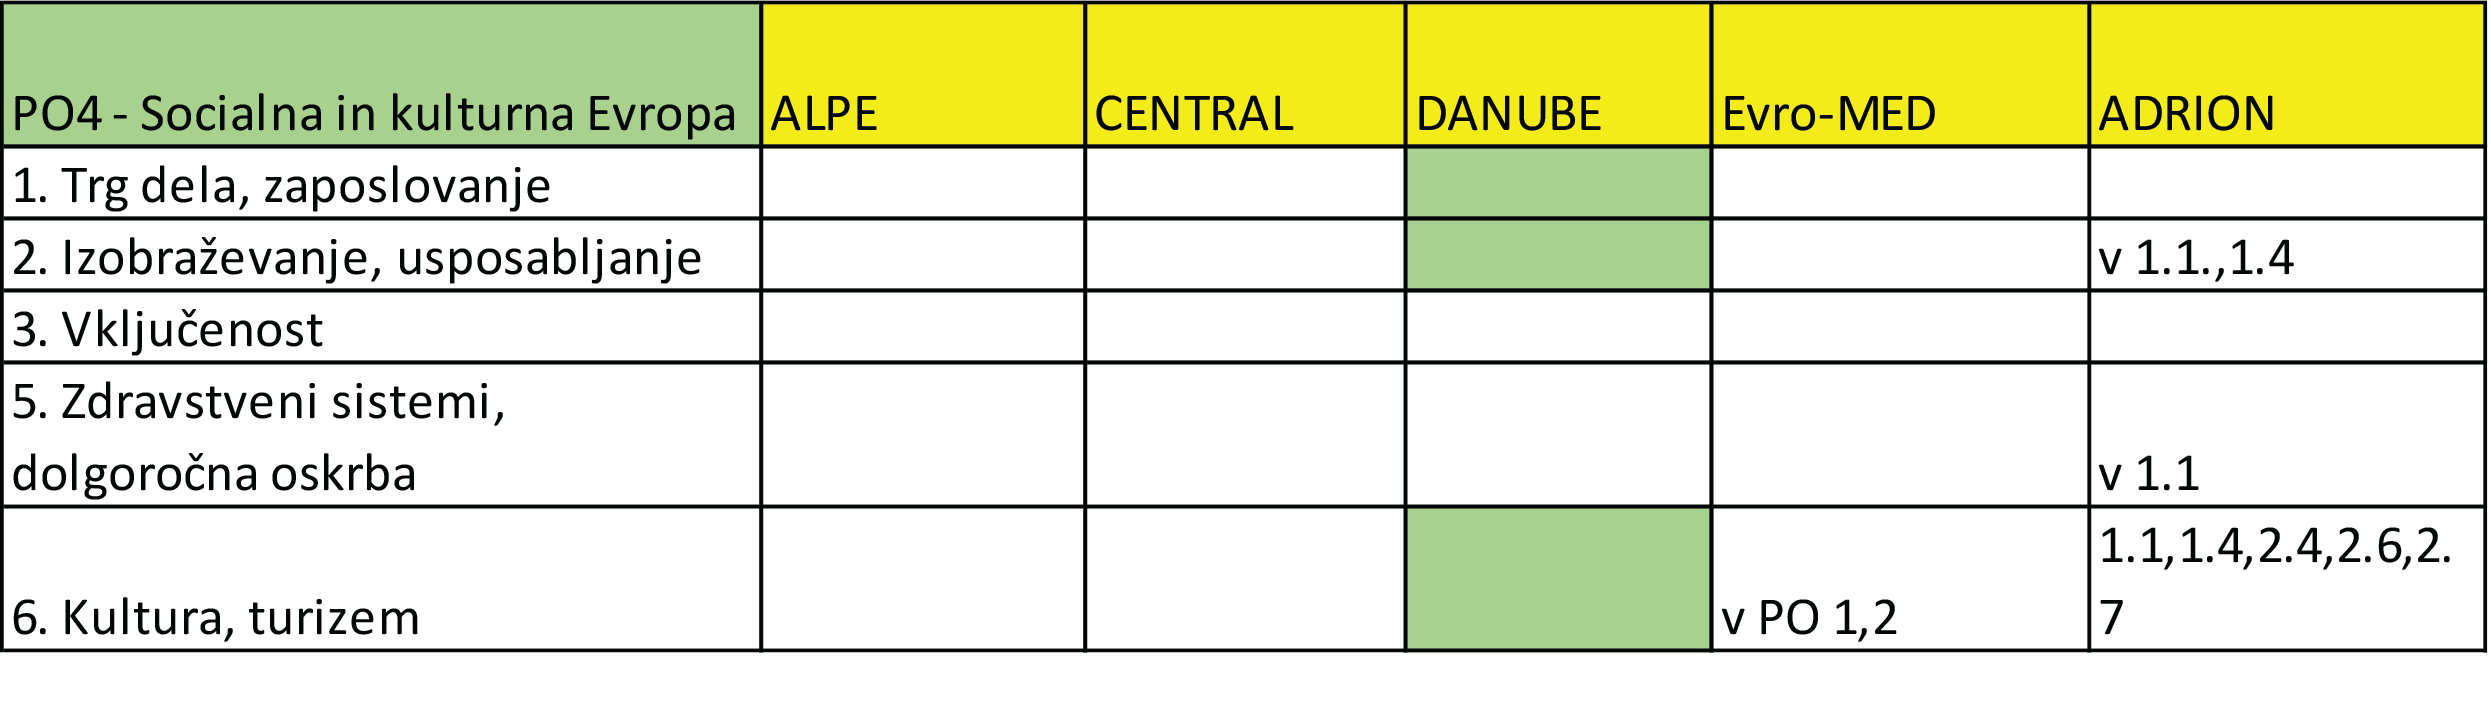 PO4 - Socialna in kulturna Evropa ALPE CENTRAL DANUBE Evro-MED ADRION
1. Trg dela, zaposlovanje
2. Izobraževanje, usposabljanje v 1.1.,1.4
3. Vključenost
5. Zdravstveni sistemi,
dolgoročna oskrba v 1.1
1.1,1.4,2.4,2.6,2.
6. Kultura, turizem v PO 1,2 7